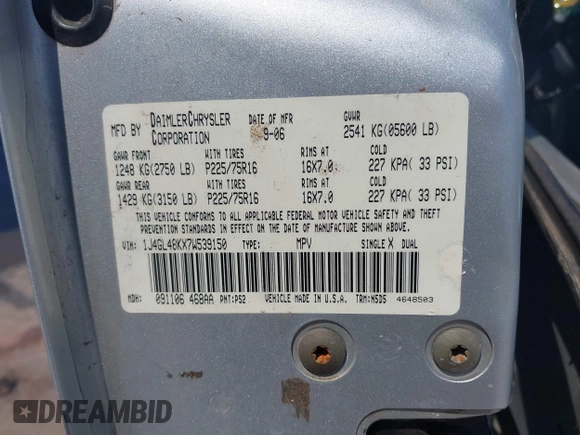 MFD BY DAIMLERCHRYSLER CORPORATION DATE OF MFR 9-06 GVWR 2541 KG(05600 LB)
GAWR FRONT WITH TIRES RIMS AT COLD
1248 KG(2750 LB) P225/75R16 16X7.0 227 KPA( 33 PSI)
GAWR REAR WITH TIRES RIMS AT COLD
1429 KG(3150 LB) P225/75R16 16X7.0 227 KPA( 33 PSI)
THIS VEHICLE CONFORMS TO ALL APPLICABLE FEDERAL MOTOR VEHICLE SAFETY AND THEFT
PREVENTION STANDARDS IN EFFECT ON THE DATE OF MANUFACTURE SHOWN ABOVE.
VIN: 1J4GL48KX7W539150 TYPE: MPV SINGLE X DUAL
MDH: 091106 468AA PNT:PS2 VEHICLE MADE IN U.S.A. TRM:N5D5 4648503
DREAMBID